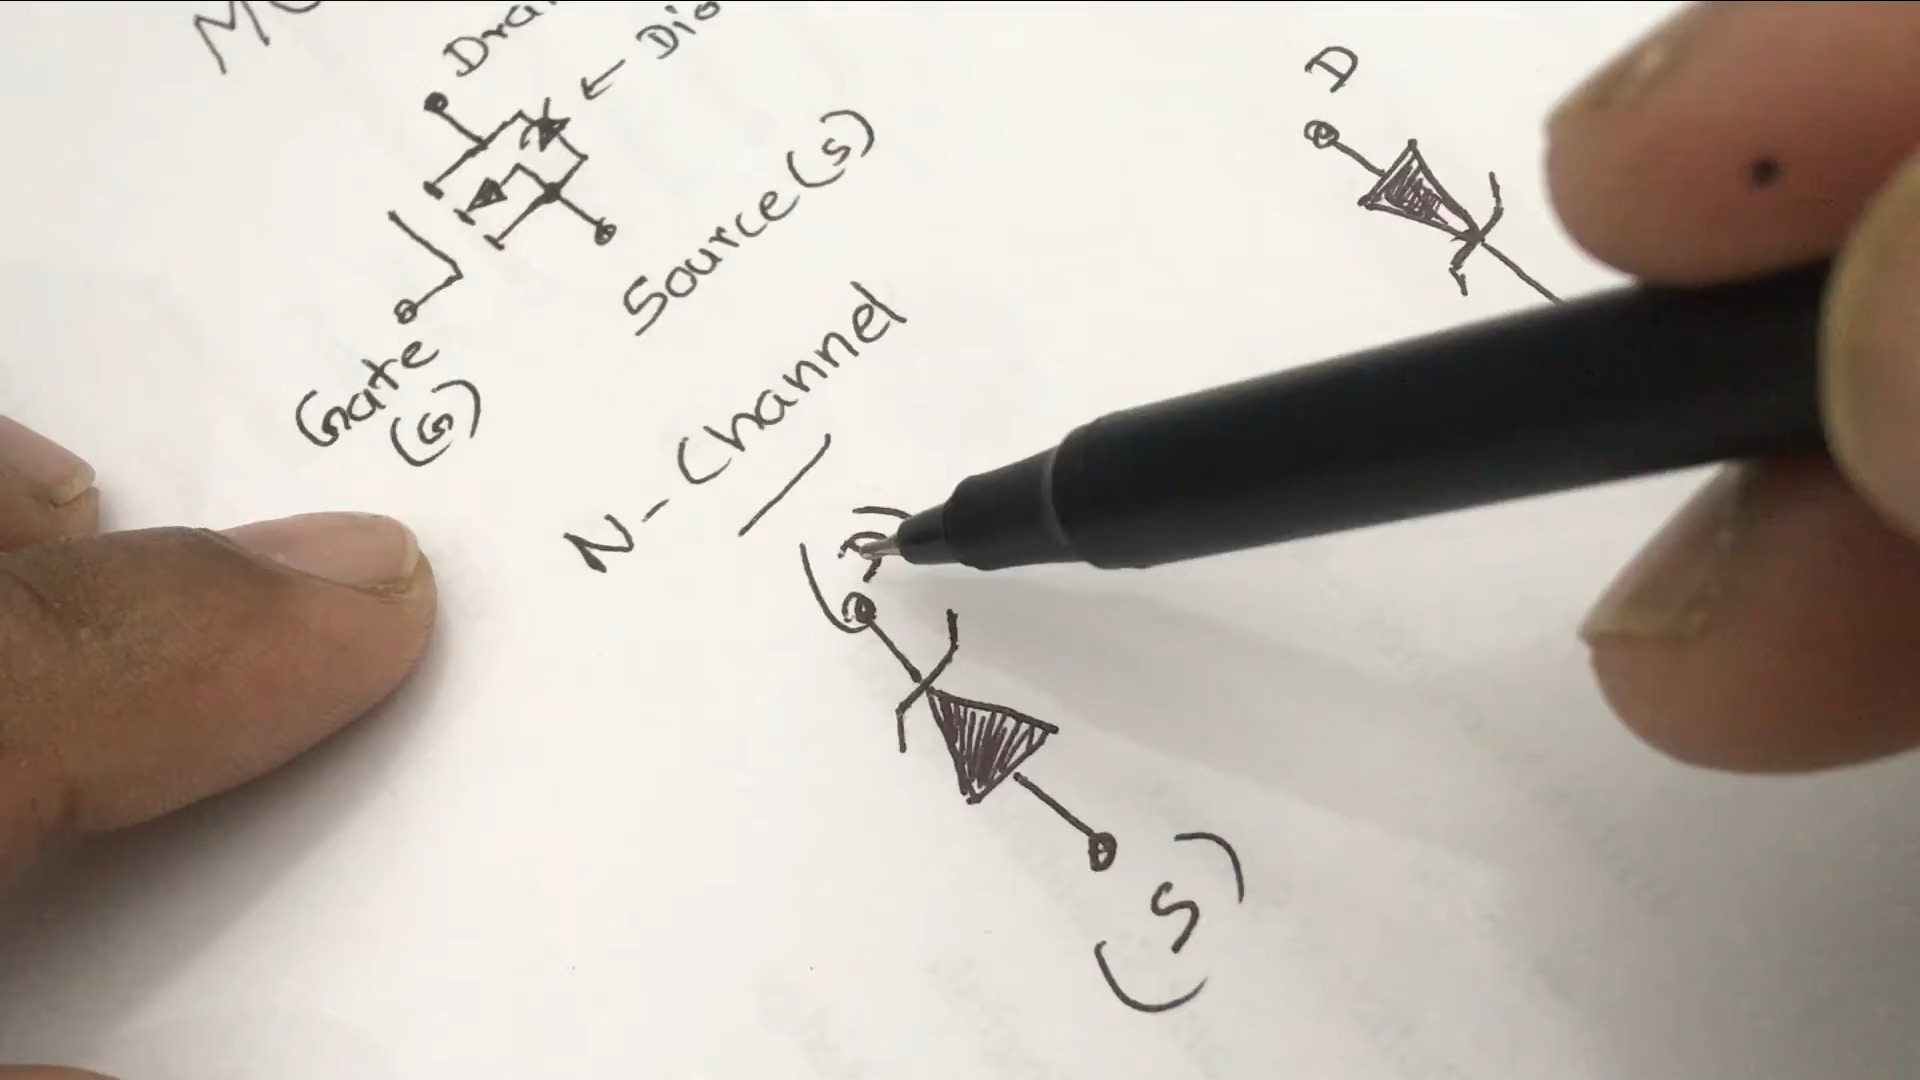 Source(s)
Gate
(G)
N-Channel
D
(D)
(S)